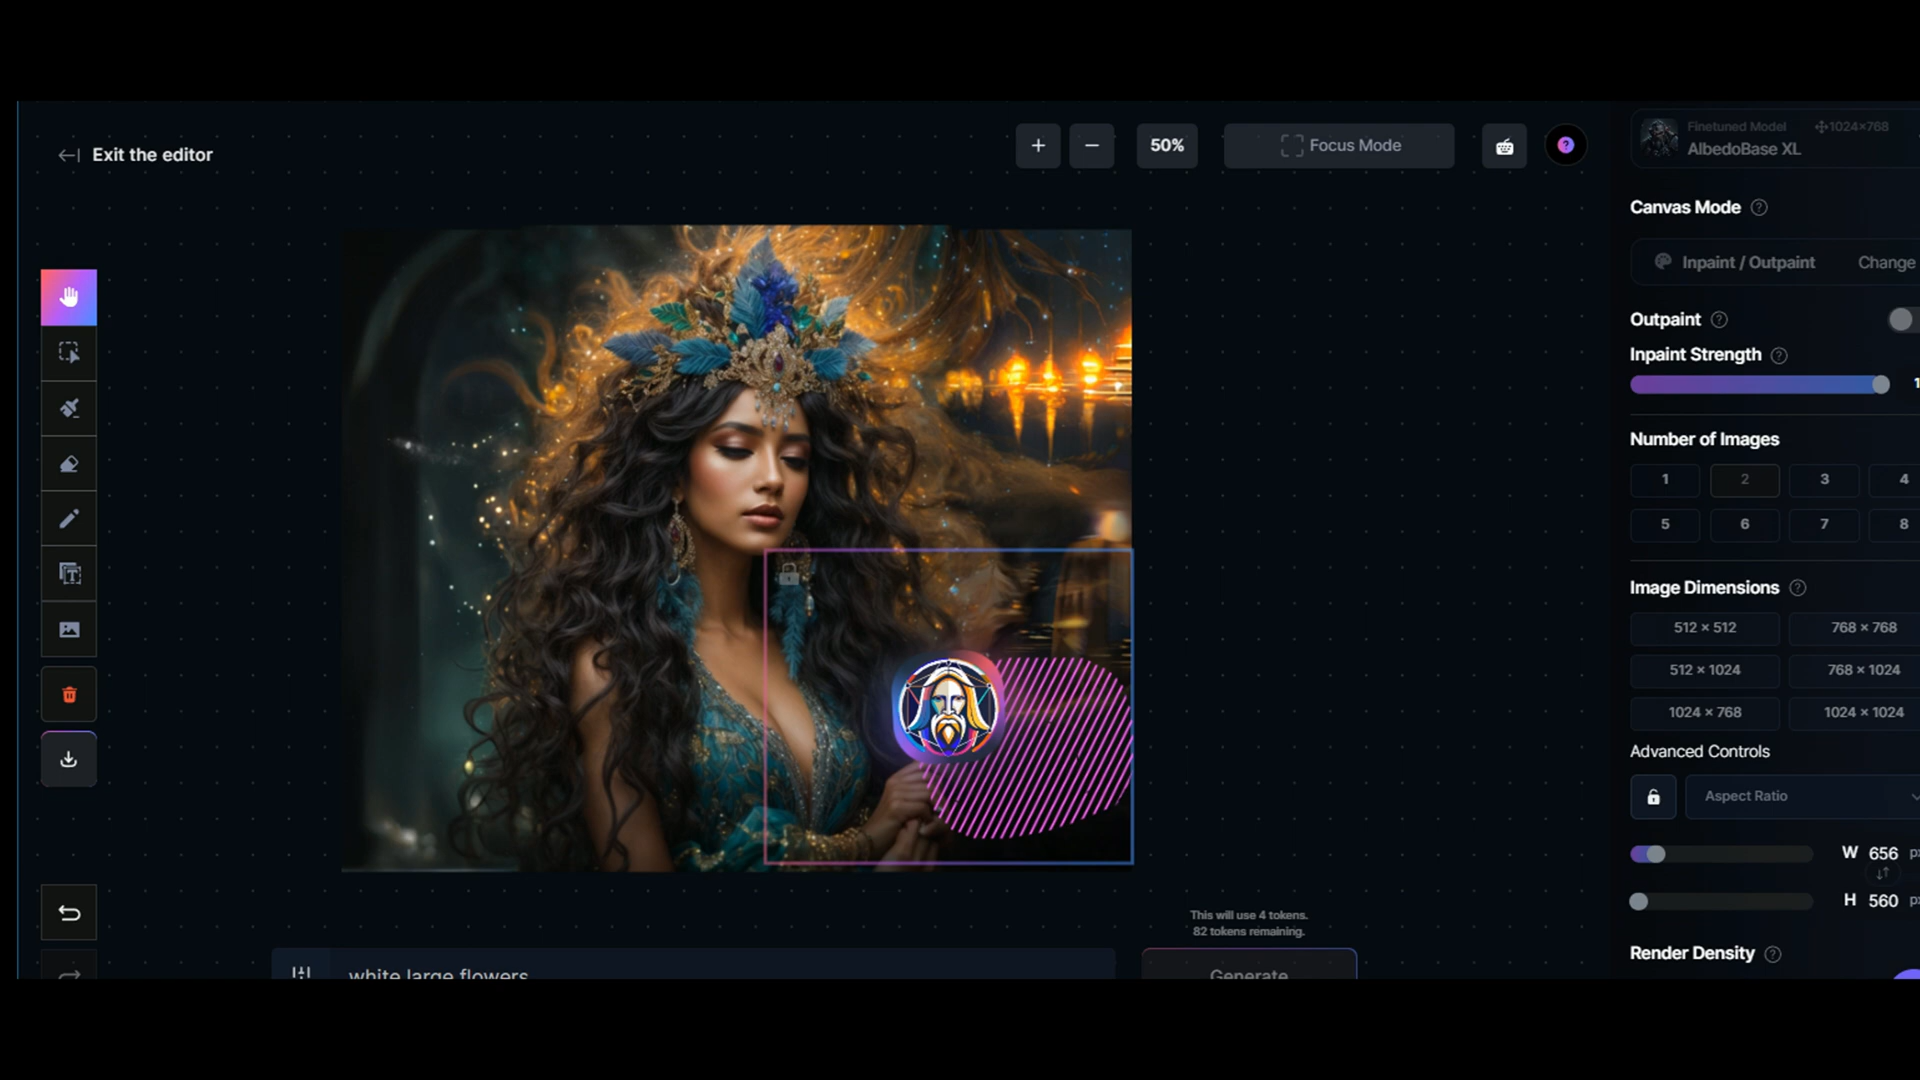 Exit the editor
+
−
50%
Focus Mode
?
Finetuned Model
1024×768
AlbedoBase XL
Canvas Mode ?
Inpaint / Outpaint
Change
Outpaint ?
Inpaint Strength ?
1
Number of Images
1
2
3
4
5
6
7
8
Image Dimensions ?
512 × 512
768 × 768
512 × 1024
768 × 1024
1024 × 768
1024 × 1024
Advanced Controls
Aspect Ratio
W 656 px
H 560 px
Render Density ?
T
This will use 4 tokens.
82 tokens remaining.
white large flowers
Generate